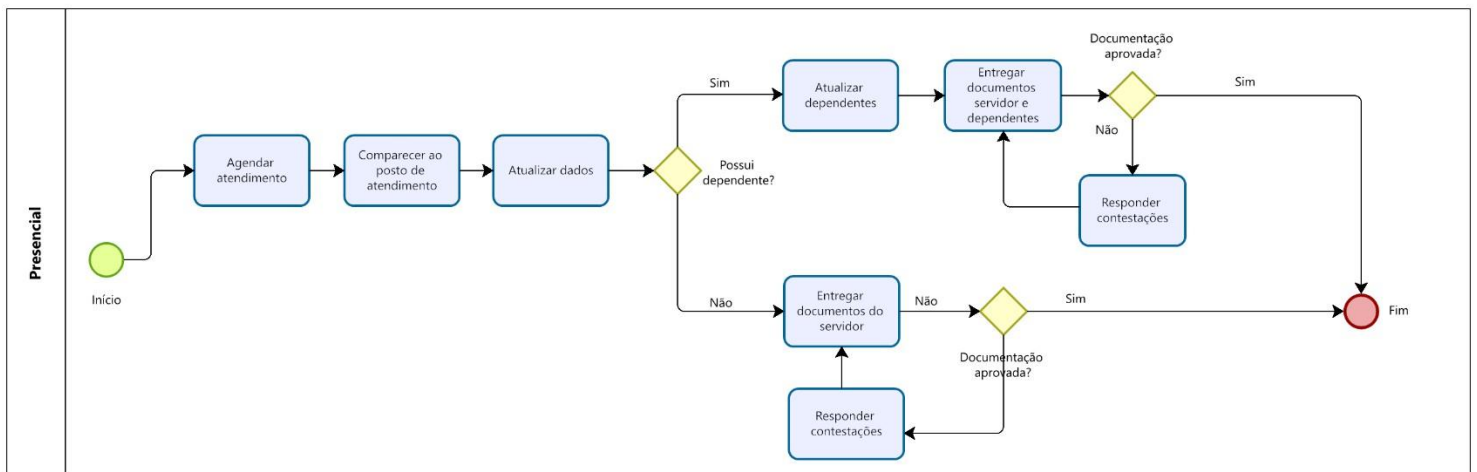 Presencial
Início
Agendar
atendimento
Comparecer ao
posto de
atendimento
Atualizar dados
Possui
dependente?
Sim
Atualizar
dependentes
Entregar
documentos
servidor e
dependentes
Documentação
aprovada?
Sim
Não
Responder
contestações
Não
Entregar
documentos do
servidor
Não
Documentação
aprovada?
Sim
Responder
contestações
Fim